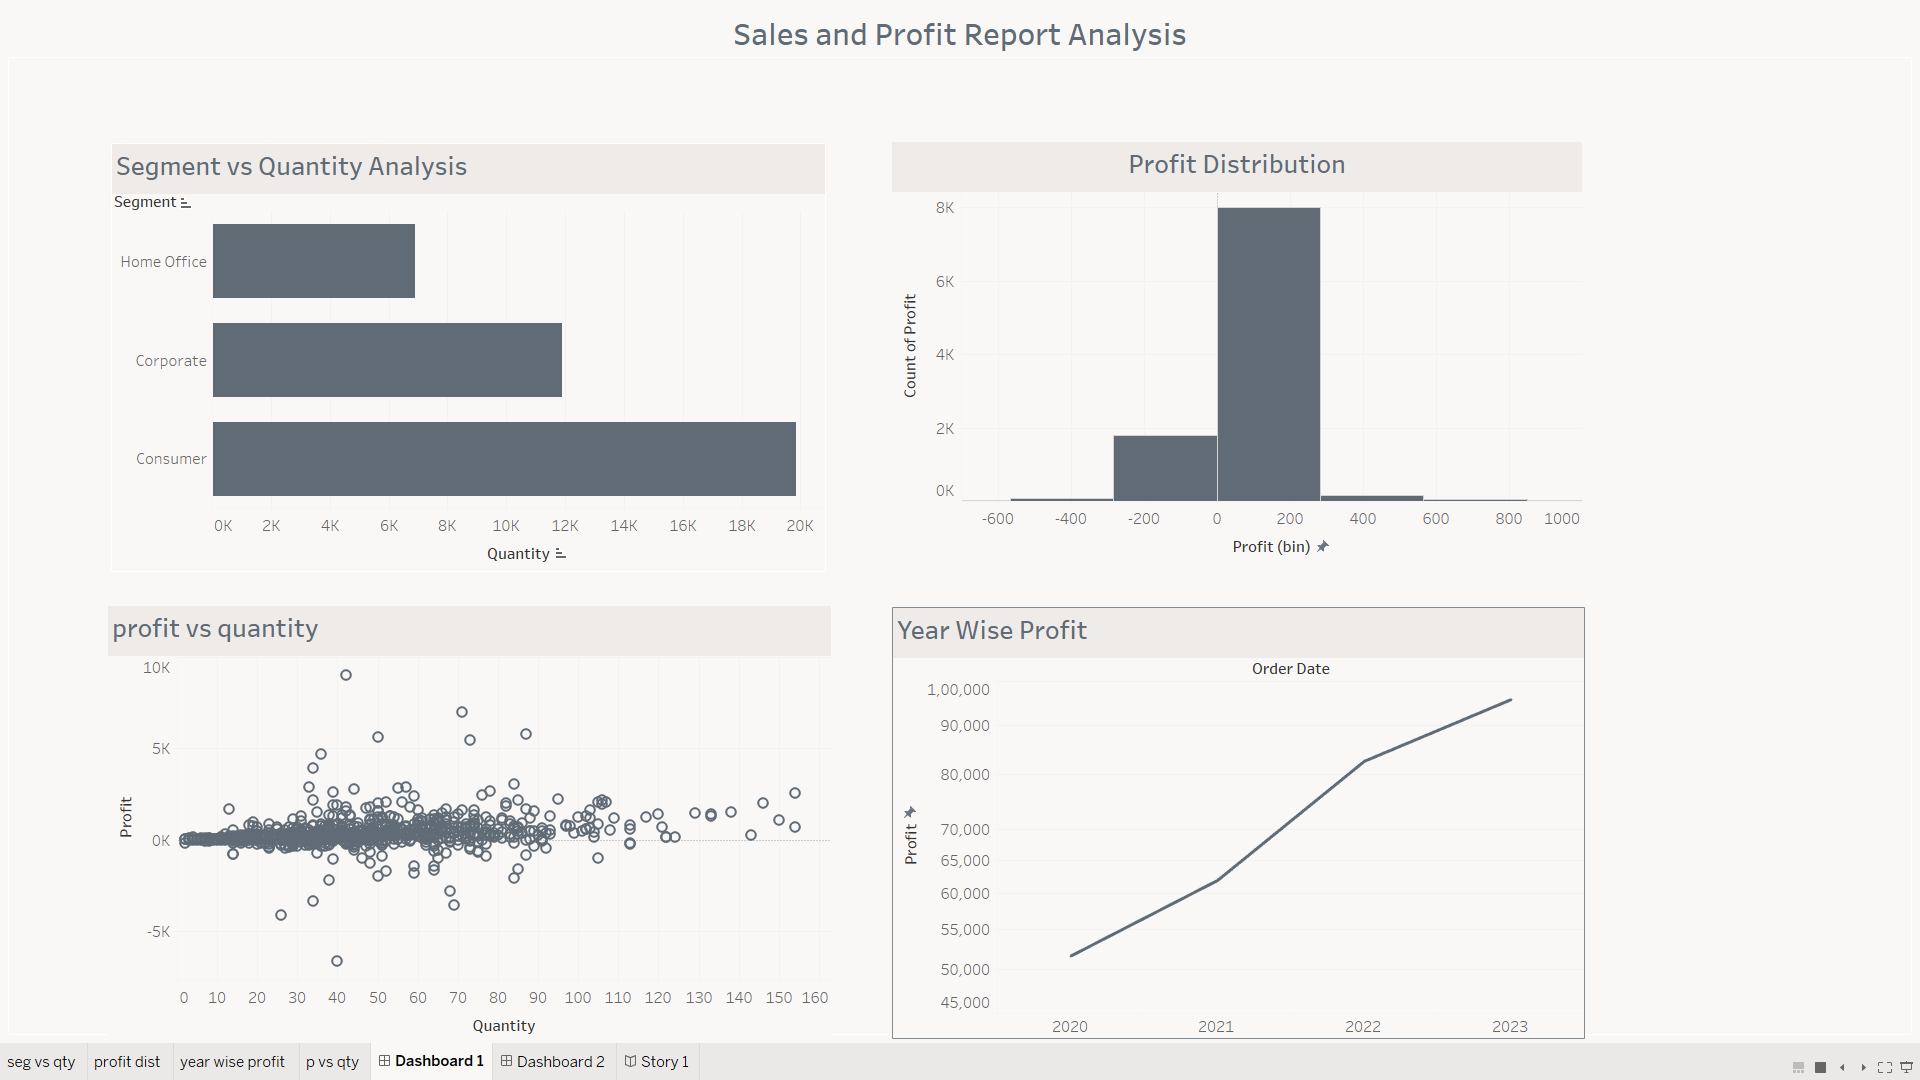 Sales and Profit Report Analysis
Segment vs Quantity Analysis
Segment
Home Office
Corporate
Consumer
0K 2K 4K 6K 8K 10K 12K 14K 16K 18K 20K
Quantity
Profit Distribution
Count of Profit
8K
6K
4K
2K
0K
-600 -400 -200 0 200 400 600 800 1000
Profit (bin)
profit vs quantity
Profit
10K
5K
0K
-5K
0 10 20 30 40 50 60 70 80 90 100 110 120 130 140 150 160
Quantity
Year Wise Profit
Order Date
Profit
1,00,000
90,000
80,000
70,000
65,000
60,000
55,000
50,000
45,000
2020 2021 2022 2023
seg vs qty profit dist year wise profit p vs qty Dashboard 1 Dashboard 2 Story 1